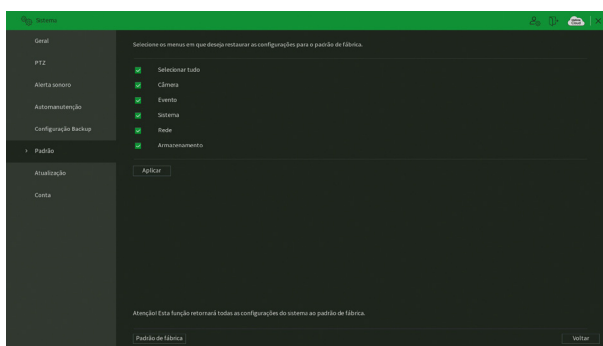 Sistema
Geral
PTZ
Alerta sonoro
Automanutenção
Configuração Backup
Padrão
Atualização
Conta
Selecione os menus em que deseja restaurar as configurações para o padrão de fábrica.
Selecionar tudo
Câmera
Evento
Sistema
Rede
Armazenamento
Aplicar
Atenção! Esta função retornará todas as configurações do sistema ao padrão de fábrica.
Padrão de fábrica
Voltar